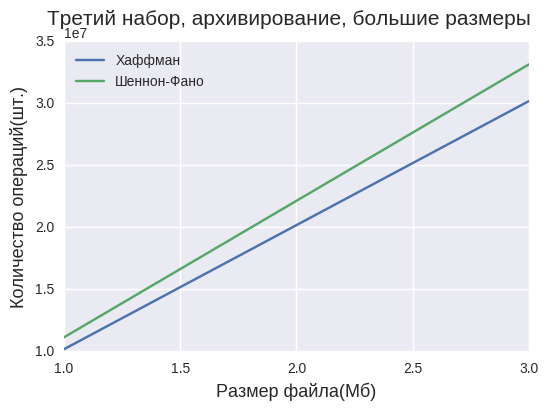 Третий набор, архивирование, большие размеры
1e7
3.5
3.0
2.5
2.0
1.5
1.0
Количество операций(шт.)
Хаффман
Шеннон-Фано
1.0 1.5 2.0 2.5 3.0
Размер файла(Мб)